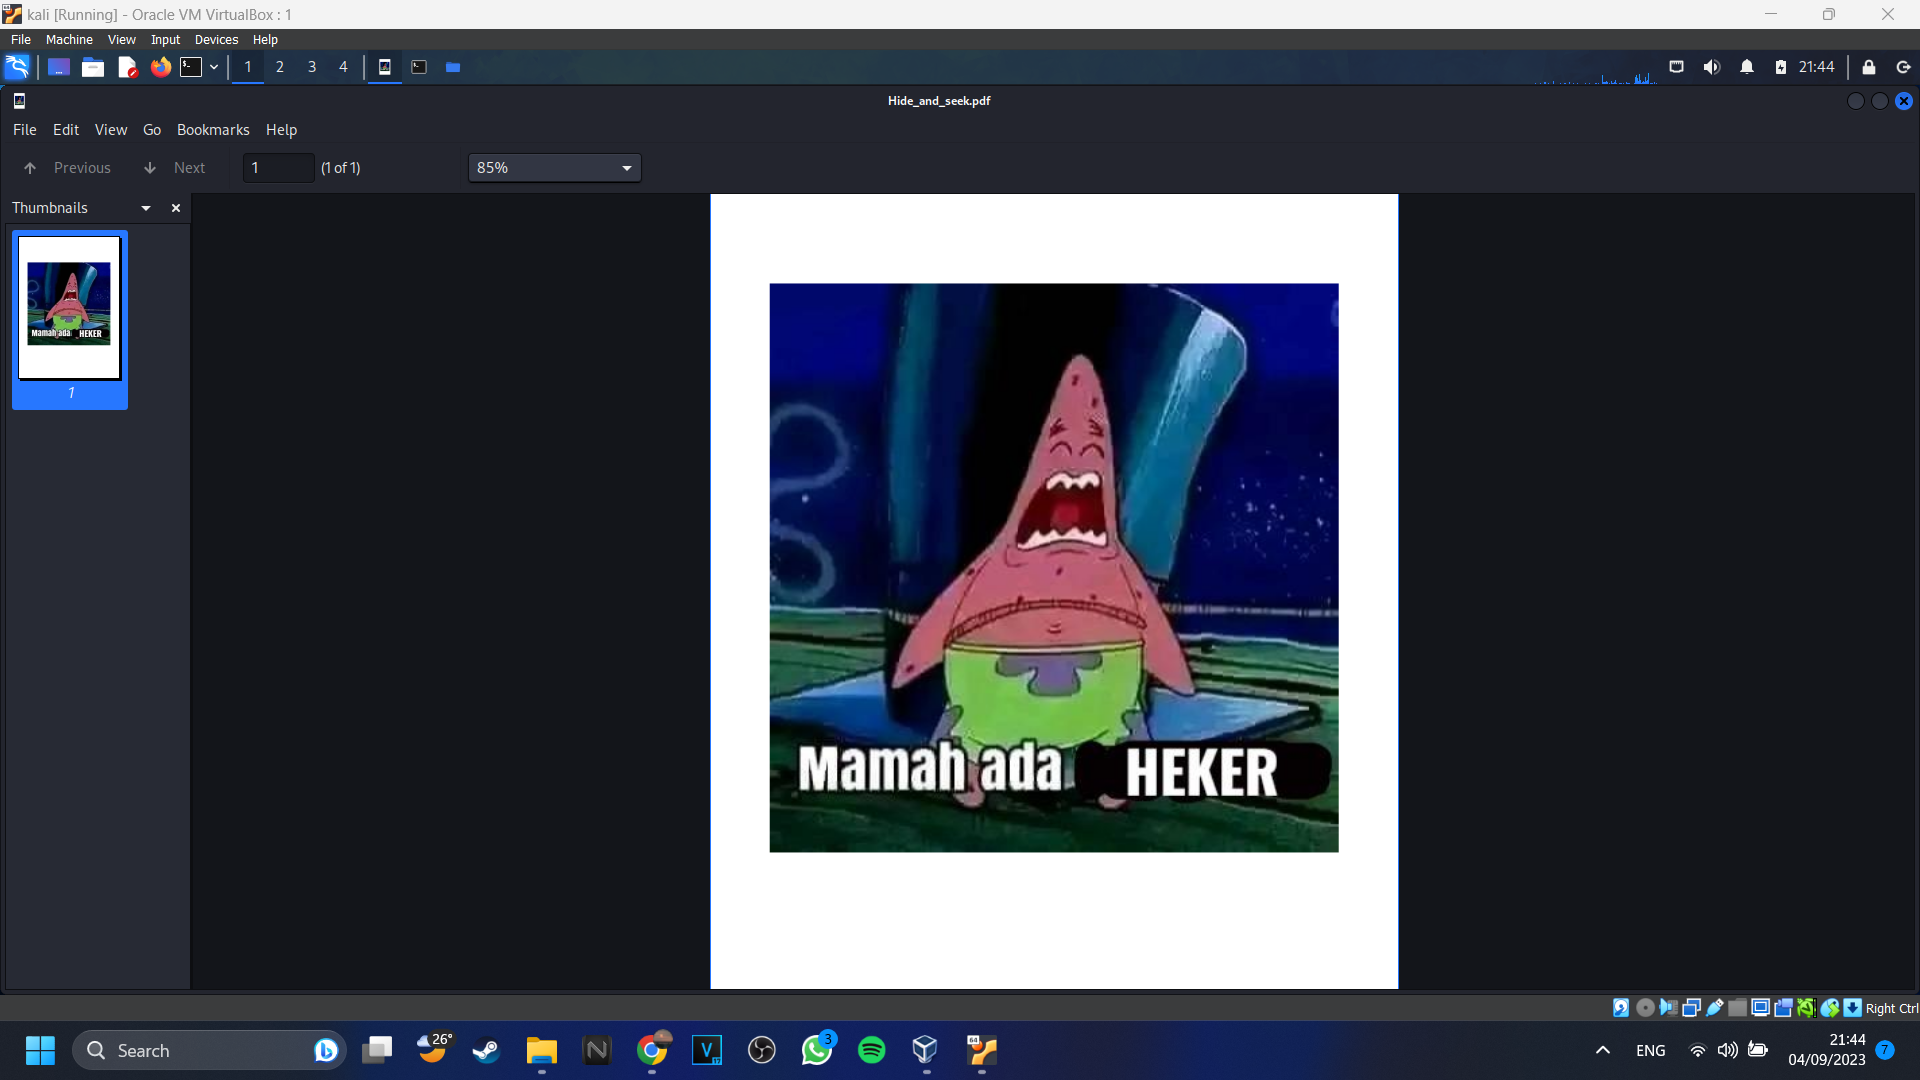 kali [Running] - Oracle VM VirtualBox : 1
File Machine View Input Devices Help
1 2 3 4
21:44
Hide_and_seek.pdf
File Edit View Go Bookmarks Help
Previous Next 1 (1 of 1) 85%
Thumbnails
Mamah ada HEKER
1
Mamah ada HEKER
Right Ctrl
Search
26°
3
ENG
21:44
04/09/2023
7